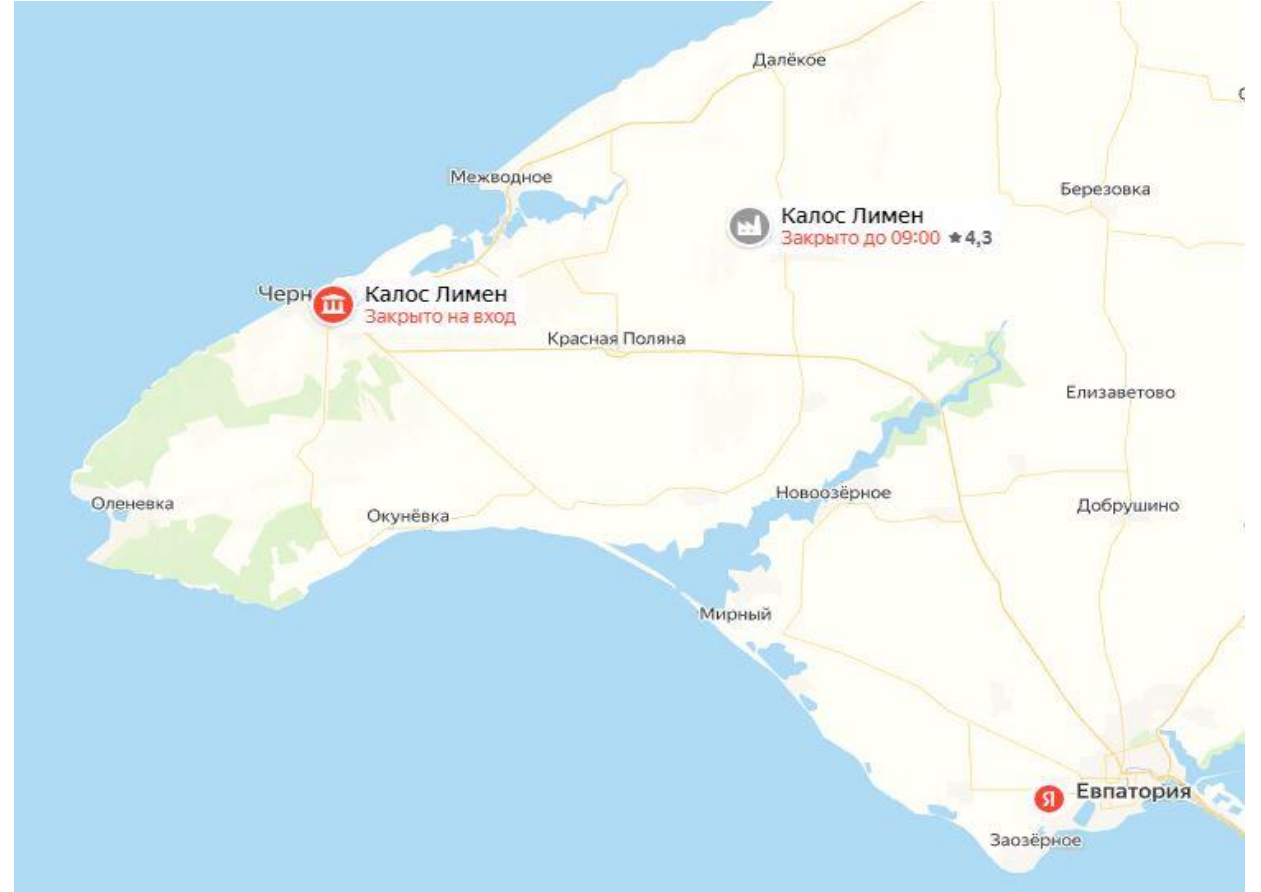 Далёкое
Межводное
Березовка
Калос Лимен
Закрыто до 09:00 ★4,3
Черн
Калос Лимен
Закрыто на вход
Красная Поляна
Елизаветово
Новоозёрное
Оленевка
Окунёвка
Добрушино
Мирный
Я
Евпатория
Заозёрное